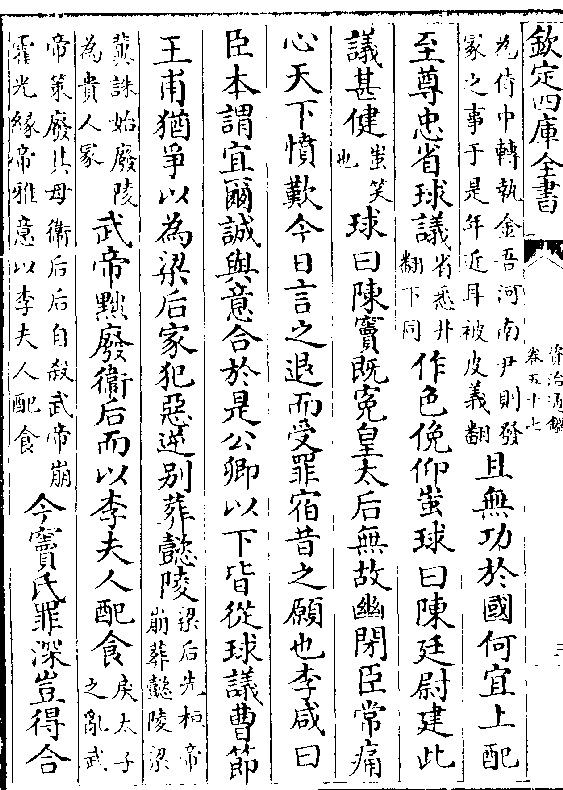 欽定四庫全書
資治通鑑
卷五十七
為侍中轉執金吾河南尹則發
冢之事于是年近耳被皮義翻
且無功於國何宜上配
至尊忠省球議
省悉井
翻下同
作色俛仰蚩球曰陳廷尉建此
議甚健
蚩笑
也
球曰陳竇既寃皇太后無故幽閉臣常痛
心天下憤歎今日言之退而受罪宿昔之願也李咸曰
臣本謂宜爾誠與意合於是公卿以下皆從球議曹節
王甫猶爭以為梁后家犯惡逆别葬懿陵
梁后先桓帝
崩葬懿陵梁
冀誅始廢陵
為貴人冢
武帝黜廢衞后而以李夫人配食
戾太子
之亂武
帝策廢其母衞后后自殺武帝崩
霍光緣帝雅意以李夫人配食
今竇氏罪深豈得合